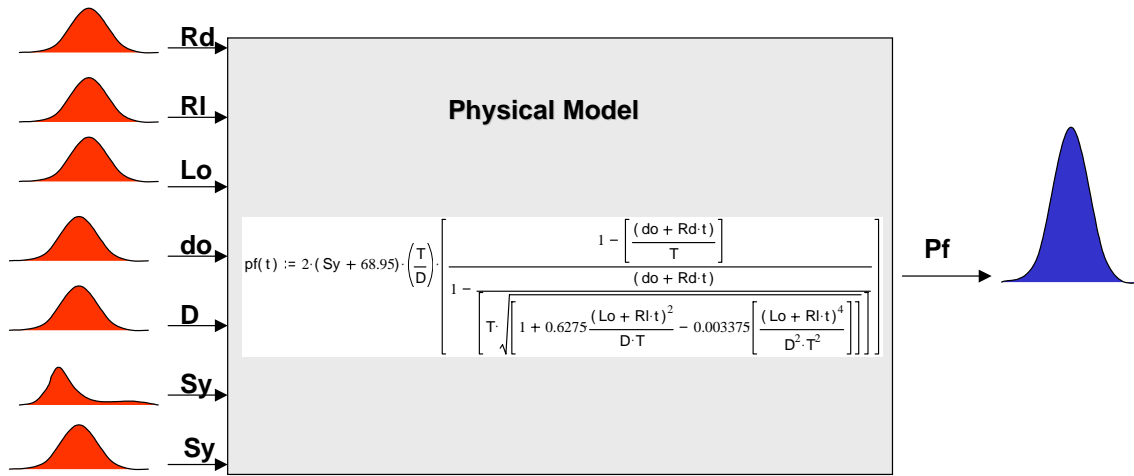 Rd
Rl
Physical Model
Lo
do
pf(t) := 2·(Sy + 68.95)·(T/D)·[(1 − [(do + Rd·t)/T])/(1 − (do + Rd·t)/[T·√[1 + 0.6275 (Lo + Rl·t)²/(D·T) − 0.003375[(Lo + Rl·t)⁴/(D²·T²)]]])]
Pf
D
Sy
Sy